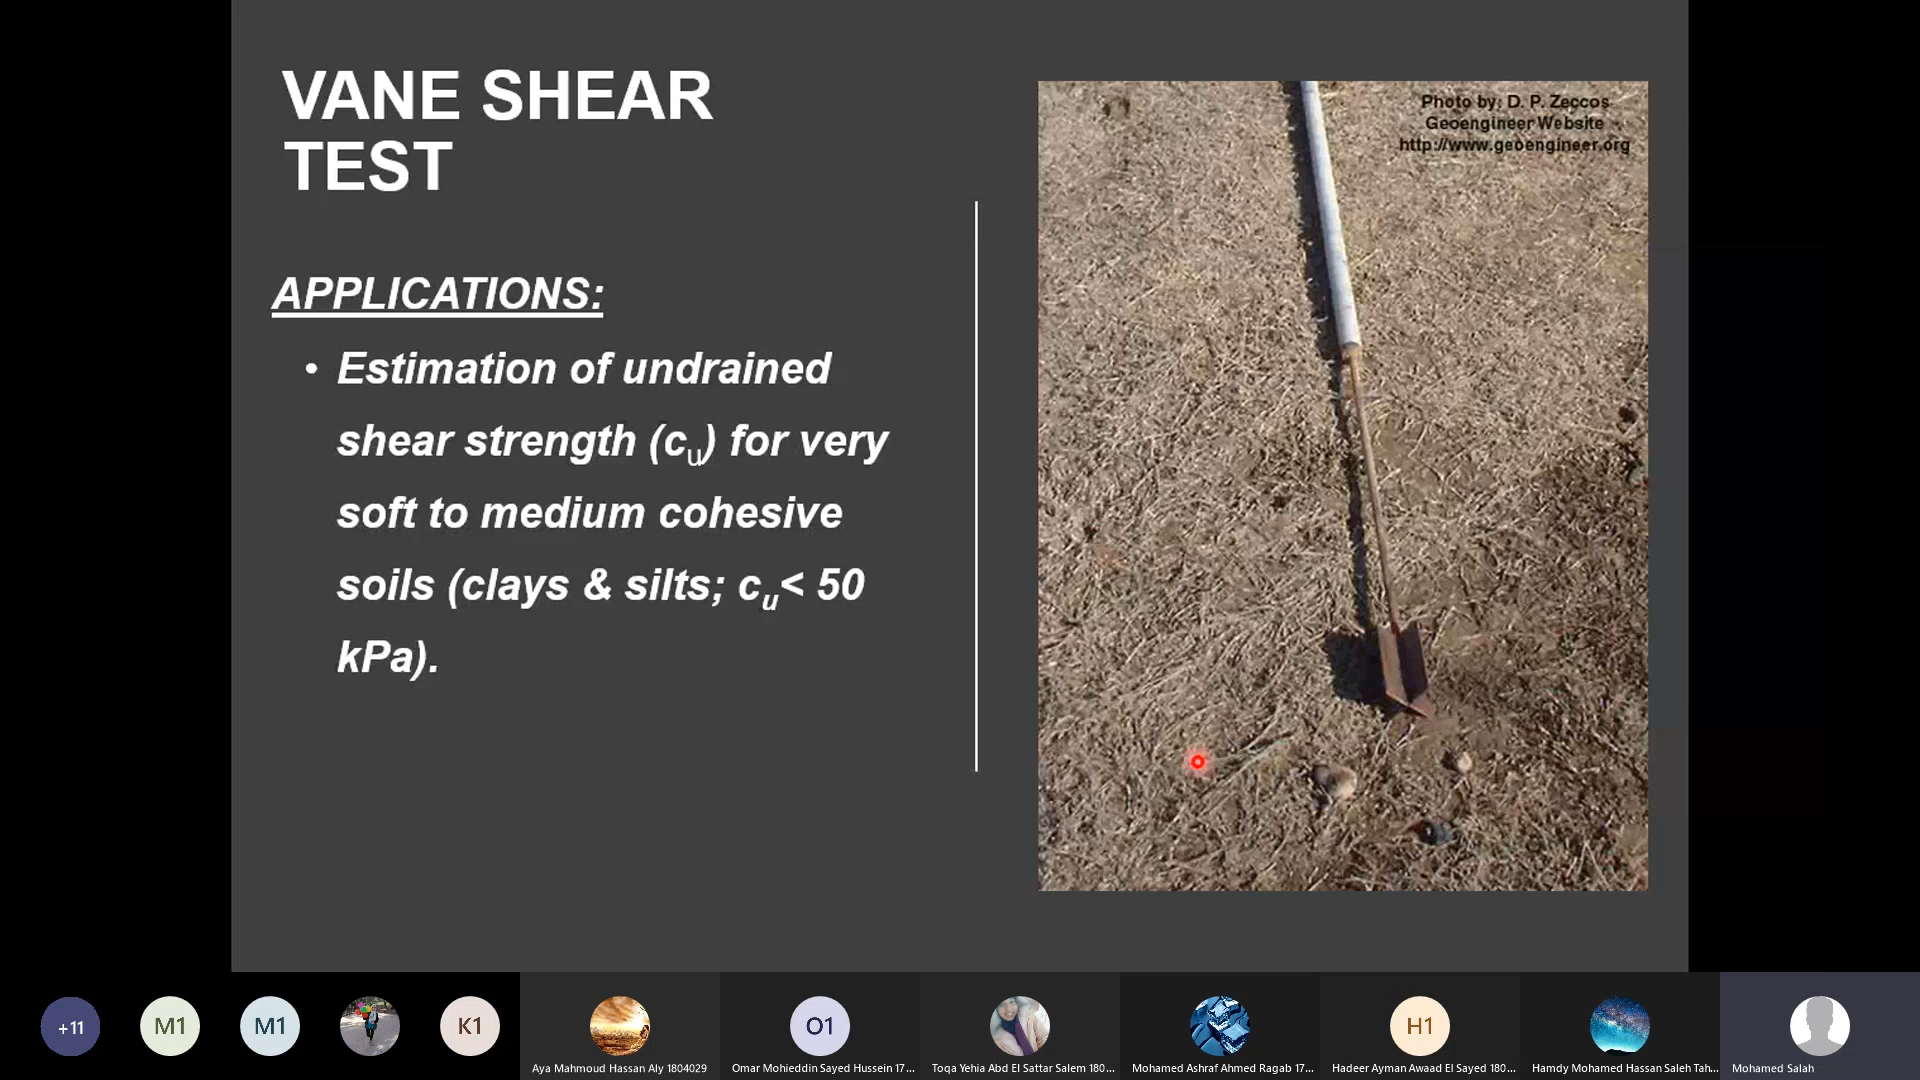 VANE SHEAR
TEST
APPLICATIONS:
• Estimation of undrained
shear strength (cu) for very
soft to medium cohesive
soils (clays & silts; cu< 50
kPa).
Photo by: D. P. Zeccos
Geoengineer Website
http://www.geoengineer.org
+11
M1
M1
K1
O1
H1
Aya Mahmoud Hassan Aly 1804029
Omar Mohieddin Sayed Hussein 17...
Toqa Yehia Abd El Sattar Salem 180...
Mohamed Ashraf Ahmed Ragab 17...
Hadeer Ayman Awaad El Sayed 180...
Hamdy Mohamed Hassan Saleh Tah...
Mohamed Salah